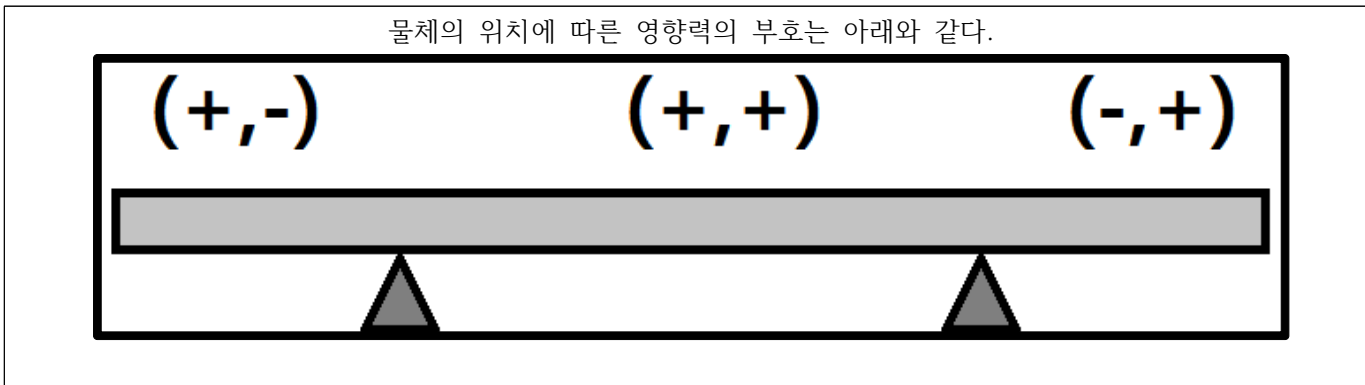 물체의 위치에 따른 영향력의 부호는 아래와 같다.
(+,-) (+,+) (-,+)